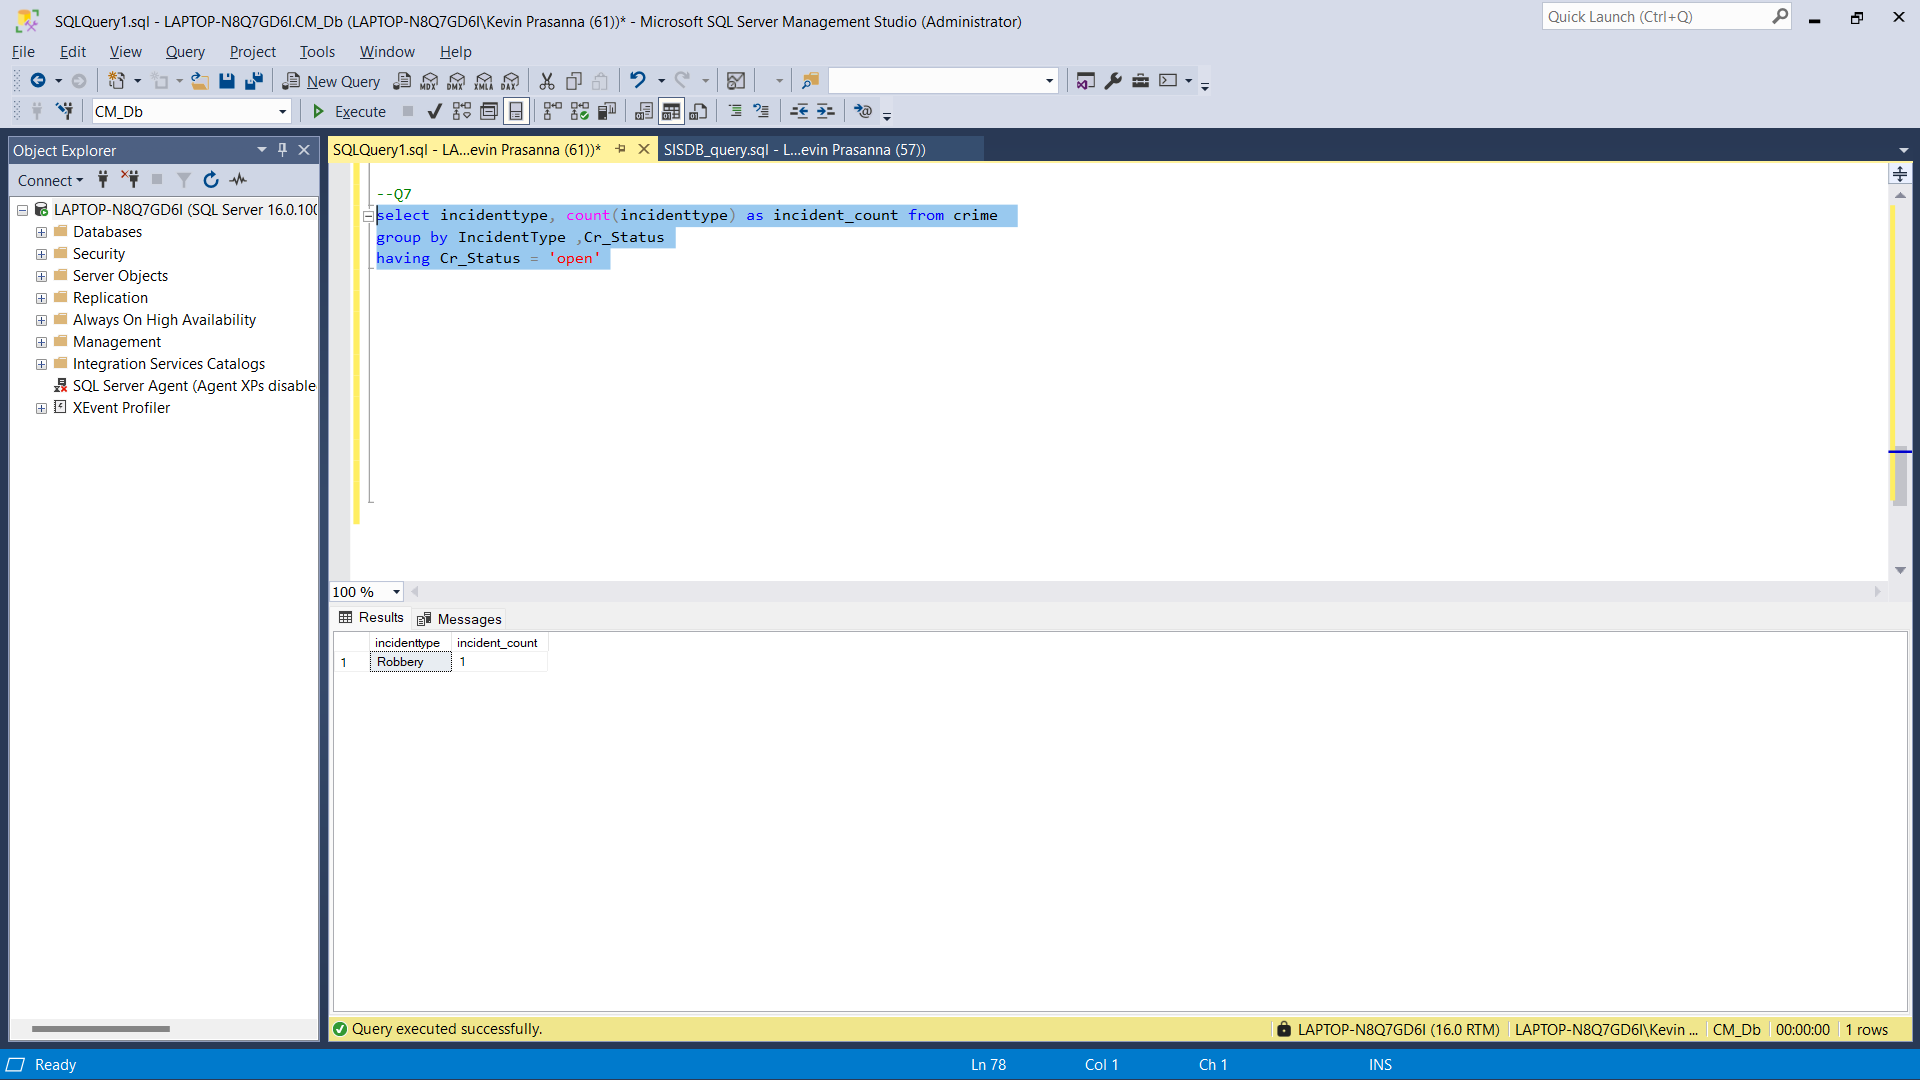 SQLQuery1.sql - LAPTOP-N8Q7GD6I.CM_Db (LAPTOP-N8Q7GD6I\Kevin Prasanna (61))* - Microsoft SQL Server Management Studio (Administrator)
Quick Launch (Ctrl+Q)
File Edit View Query Project Tools Window Help
New Query MDX DMX XMLA DAX
CM_Db Execute
Object Explorer
SQLQuery1.sql - LA...evin Prasanna (61))* SISDB_query.sql - L...evin Prasanna (57))
Connect
LAPTOP-N8Q7GD6I (SQL Server 16.0.100
Databases
Security
Server Objects
Replication
Always On High Availability
Management
Integration Services Catalogs
SQL Server Agent (Agent XPs disable
XEvent Profiler
--Q7
select incidenttype, count(incidenttype) as incident_count from crime
group by IncidentType ,Cr_Status
having Cr_Status = 'open'
100 %
Results Messages
incidenttype incident_count
1 Robbery 1
Query executed successfully. LAPTOP-N8Q7GD6I (16.0 RTM) LAPTOP-N8Q7GD6I\Kevin ... CM_Db 00:00:00 1 rows
Ready Ln 78 Col 1 Ch 1 INS